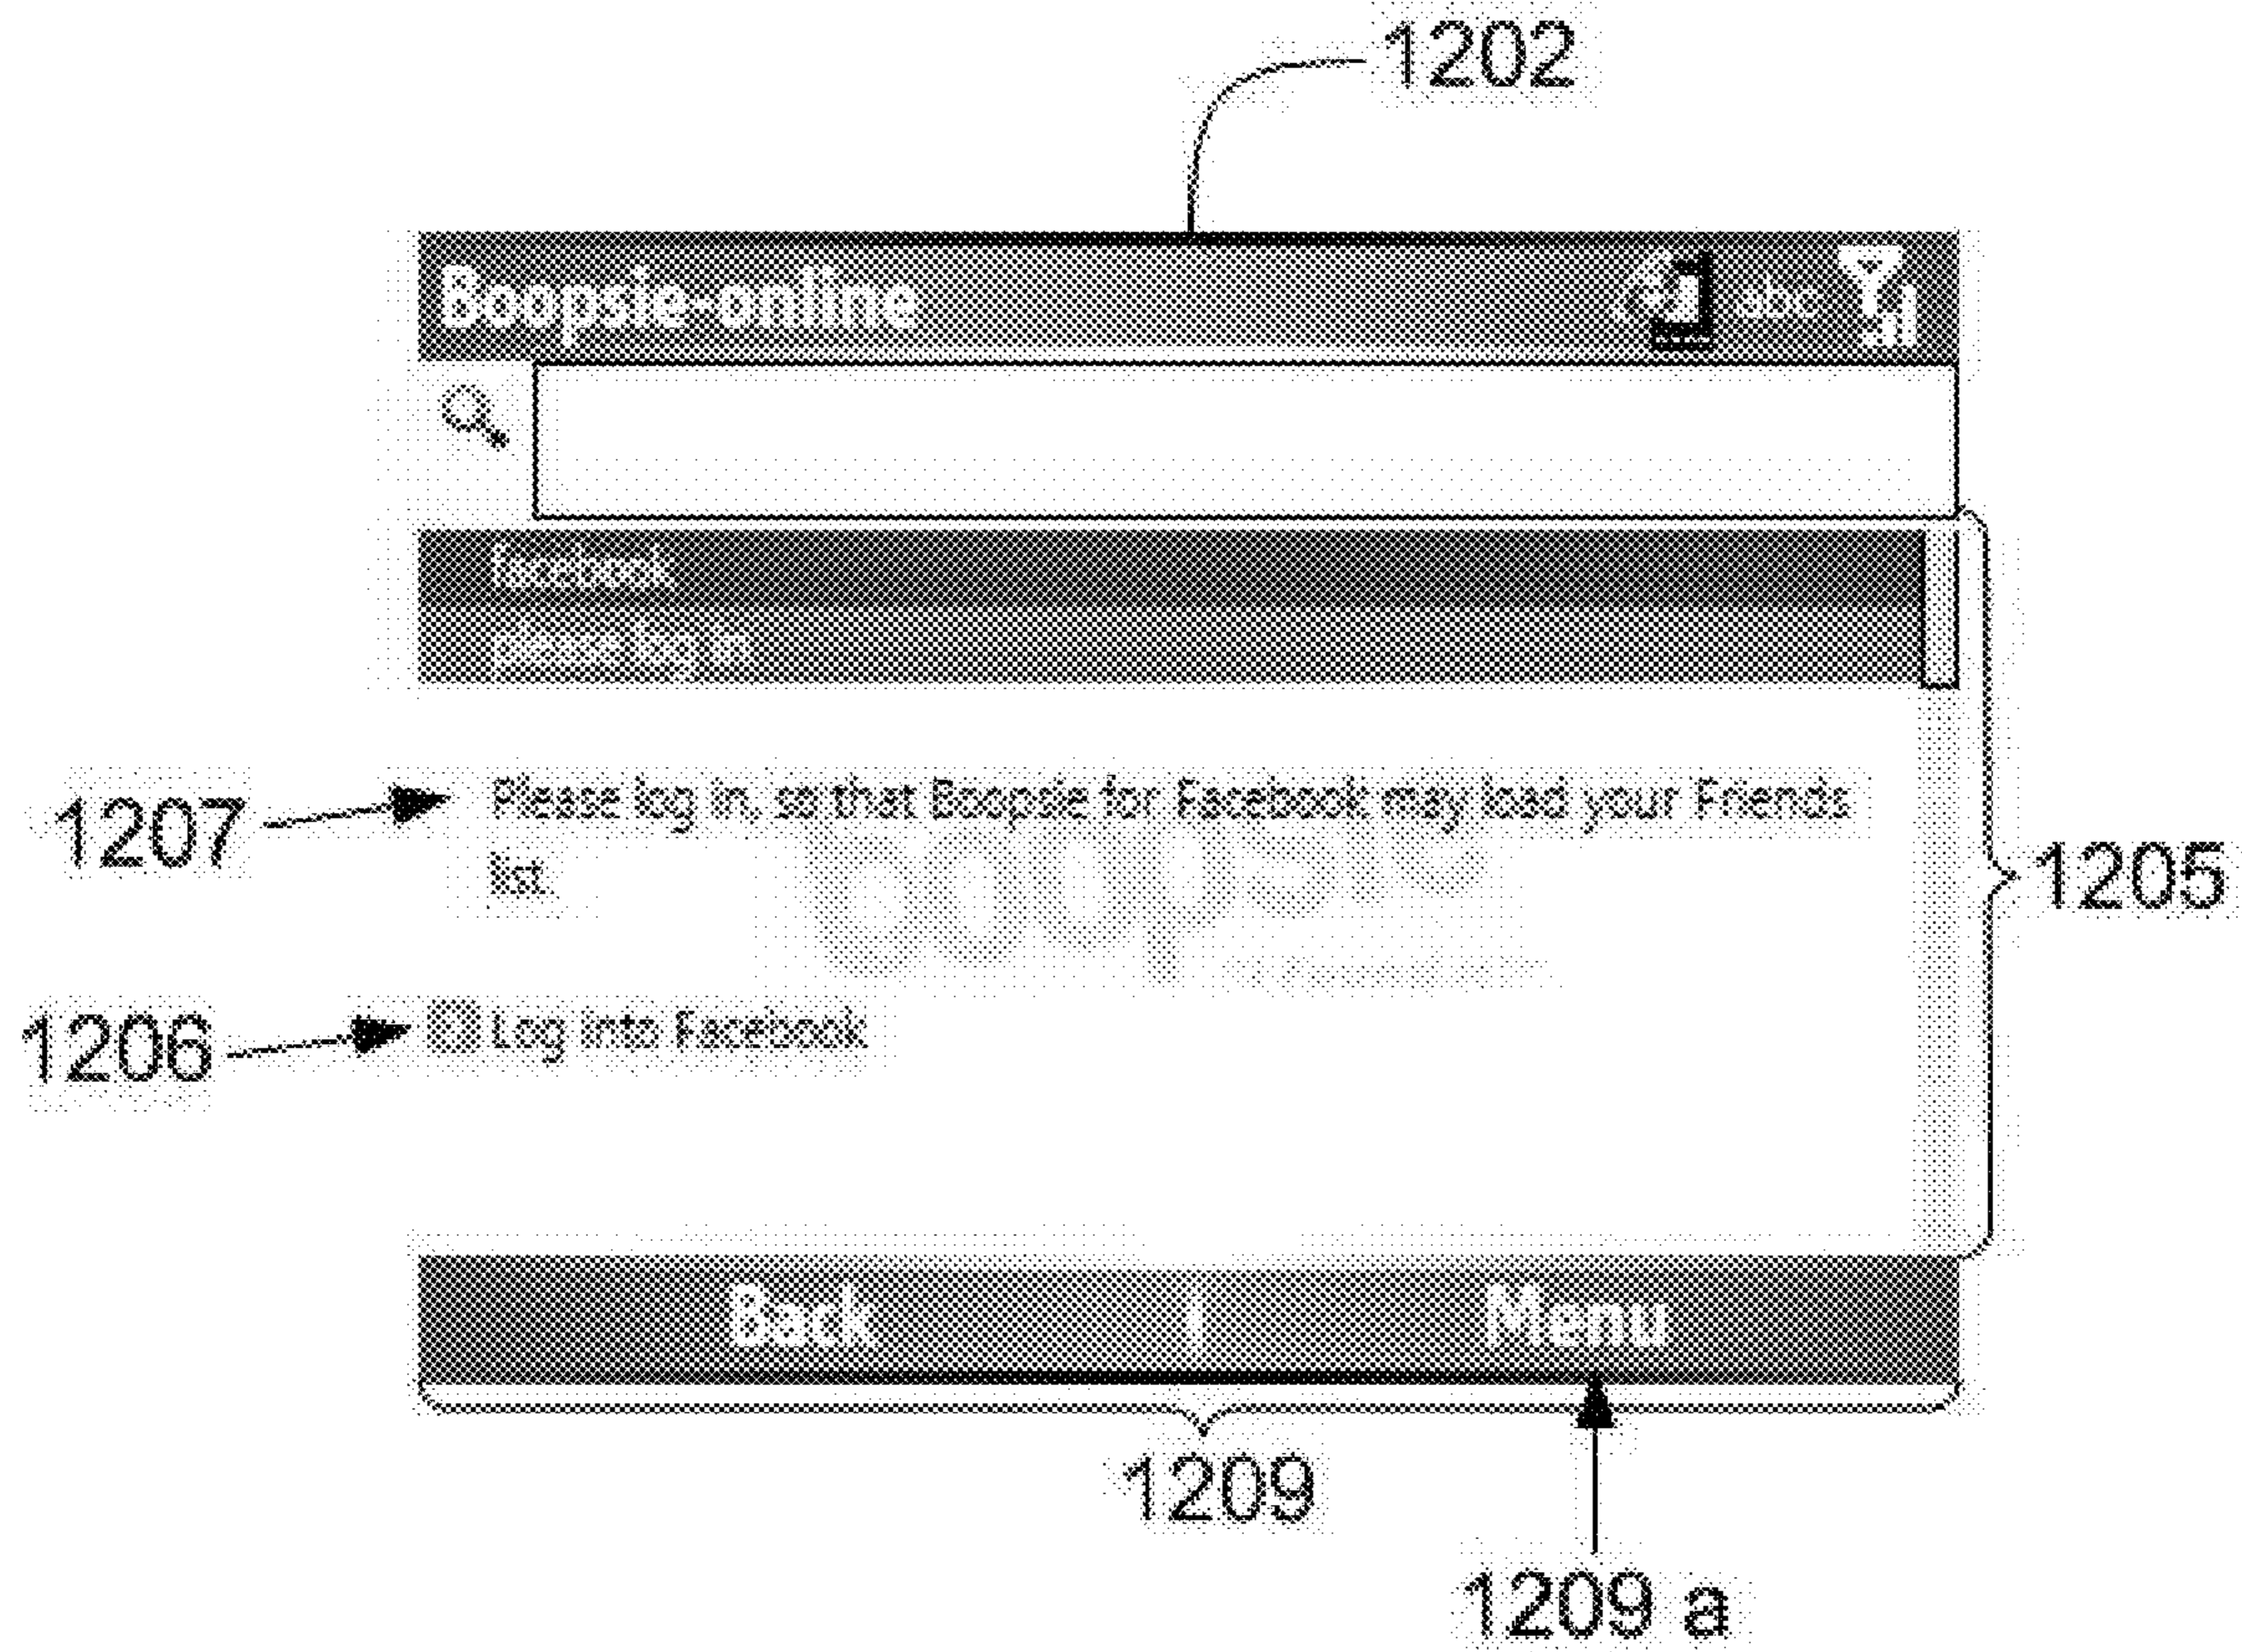 1202
Boopsie-online abc
facebook
please log in
1207
Please log in, so that Boopsie for Facebook may load your Friends
list.
boopsie
1205
1206
Log into Facebook
Back Menu
1209
1209 a